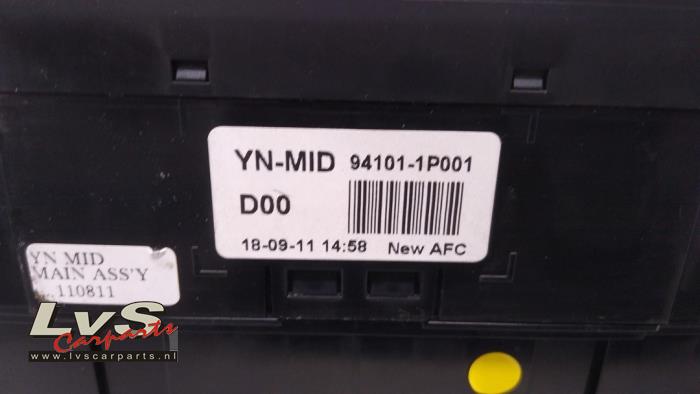 YN-MID 94101-1P001
D00
18-09-11 14:58 New AFC
YN MID
MAIN ASS'Y
110811
LvS
Carparts
www.lvscarparts.nl